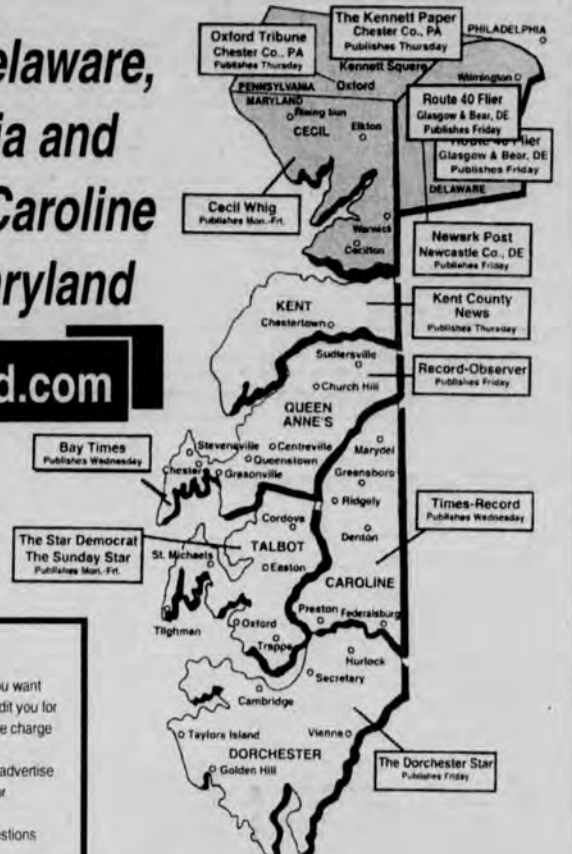 elaware,
ia and
Caroline
aryland
d.com
Oxford Tribune
Chester Co., PA
Publishes Thursday
The Kennett Paper
Chester Co., PA
Publishes Thursday
PHILADELPHIA
Kennett Square
PENNSYLVANIA
Oxford
Wilmington
MARYLAND
Rising Sun
CECIL
Elkton
Route 40 Flier
Glasgow & Bear, DE
Publishes Friday
Route 40 Flier
Glasgow & Bear, DE
Publishes Friday
DELAWARE
Cecil Whig
Publishes Mon.-Fri.
Warwick
Cecilton
Newark Post
Newcastle Co., DE
Publishes Friday
KENT
Chestertown
Kent County
News
Publishes Thursday
Sudlersville
Church Hill
Record-Observer
Publishes Friday
QUEEN
ANNE'S
Bay Times
Publishes Wednesday
Stevensville
Centreville
Queenstown
Chester
Grasonville
Marydel
Greensboro
Ridgely
Times-Record
Publishes Wednesday
Cordova
Denton
The Star Democrat
The Sunday Star
Publishes Mon.-Fri.
St. Michaels
TALBOT
Easton
CAROLINE
Preston
Federalsburg
Tilghman
Oxford
Trappe
Hurlock
Secretary
Cambridge
Taylors Island
Vienna
DORCHESTER
Golden Hill
The Dorchester Star
Publishes Friday
ou want
dit you for
e charge
advertise
or
estions